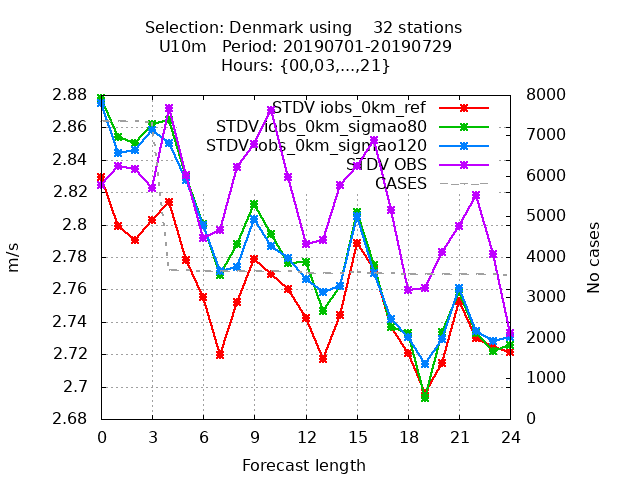 Selection: Denmark using    32 stations
U10m   Period: 20190701-20190729
Hours: {00,03,...,21}
2.88
2.86
2.84
2.82
2.8
2.78
2.76
2.74
2.72
2.7
2.68
m/s
STDV iobs_0km_ref
STDV iobs_0km_sigmao80
STDV iobs_0km_sigmao120
STDV OBS
CASES
8000
7000
6000
5000
4000
3000
2000
1000
0
No cases
0 3 6 9 12 15 18 21 24
Forecast length